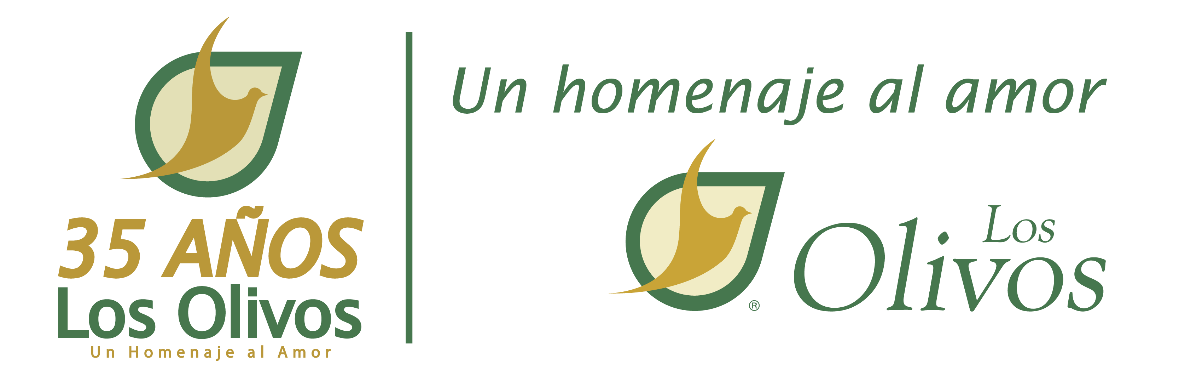 35 AÑOS
Los Olivos
Un Homenaje al Amor
Un homenaje al amor
Los
Olivos
®